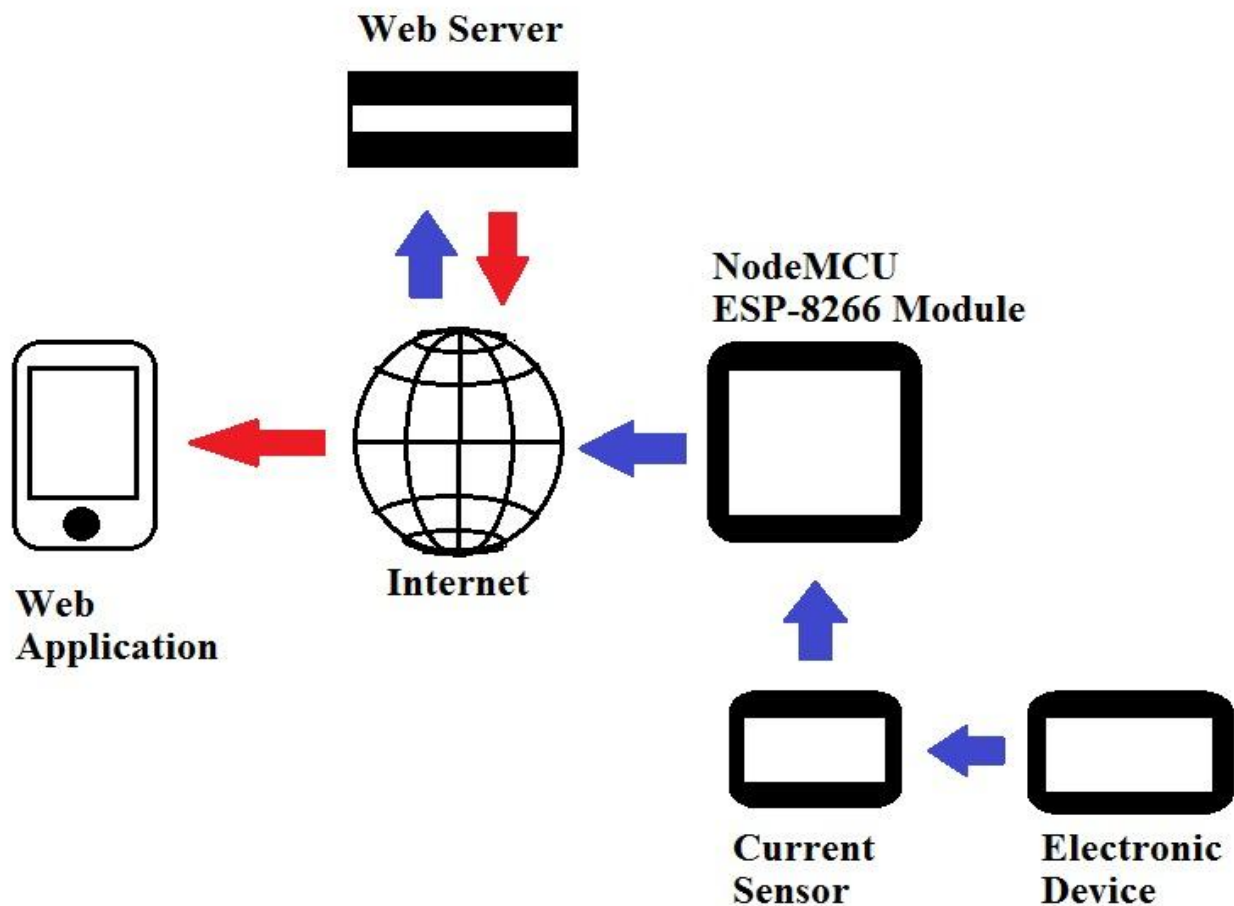 Web Server
NodeMCU
ESP-8266 Module
Internet
Web
Application
Current
Sensor
Electronic
Device